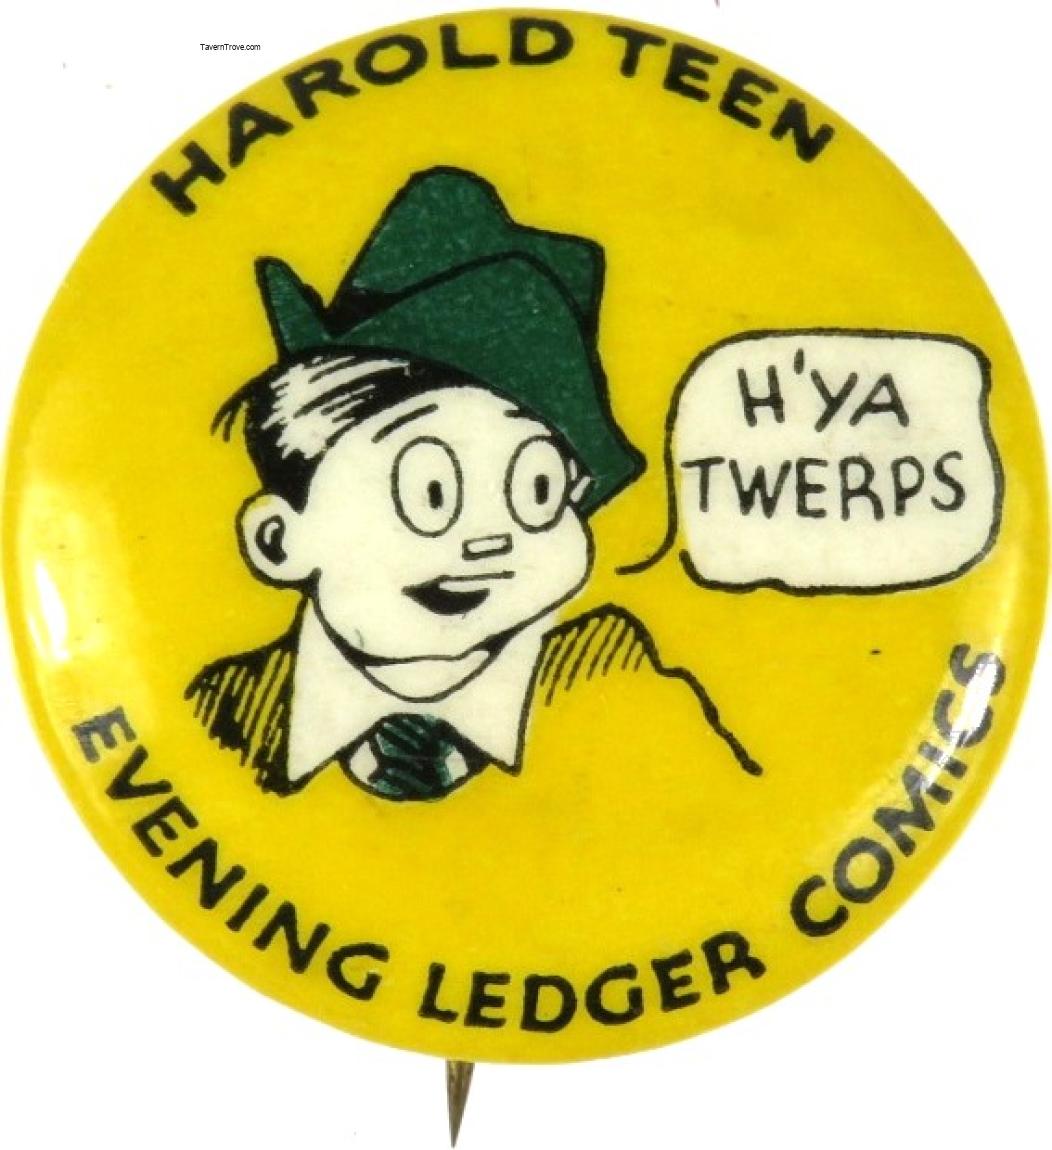 TavernTrove.com
HAROLD TEEN
H'YA
TWERPS
EVENING LEDGER COMICS